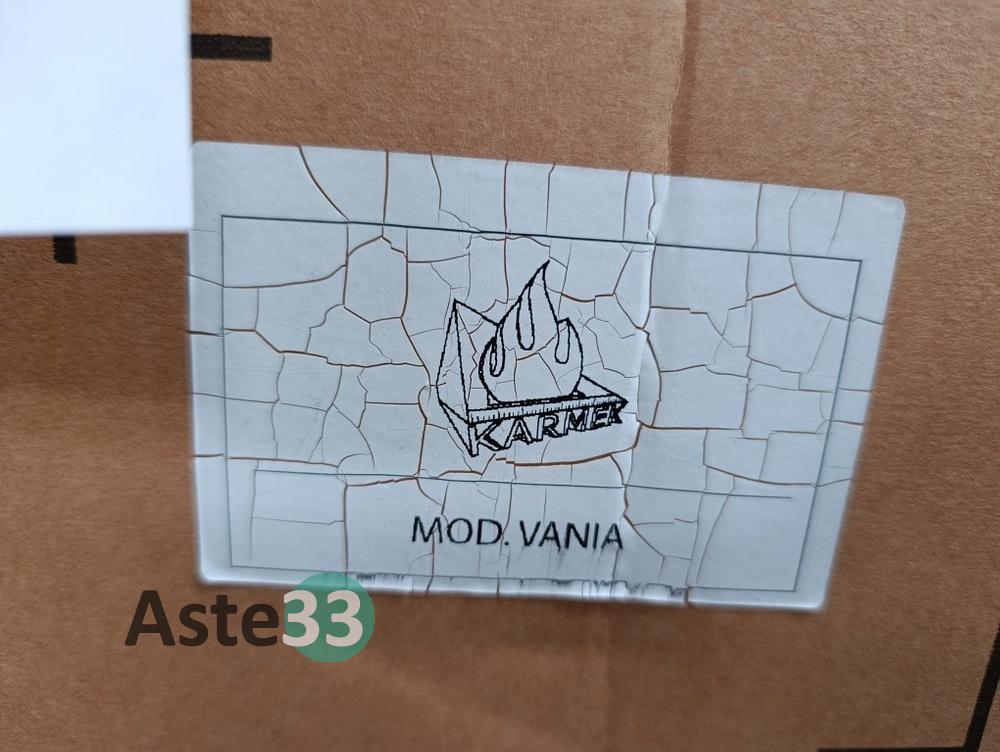 KARMEK
MOD. VANIA
Aste33